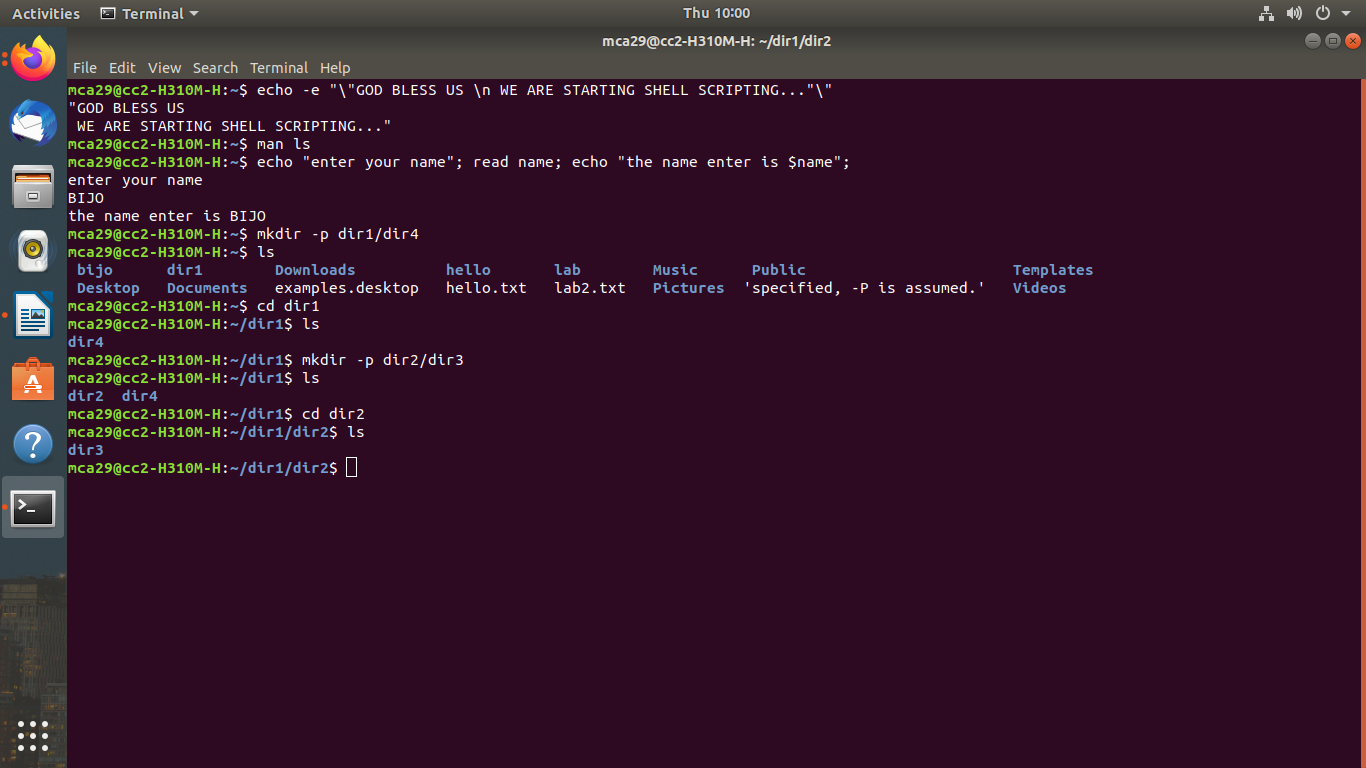 Activities Terminal Thu 10:00
mca29@cc2-H310M-H: ~/dir1/dir2
File Edit View Search Terminal Help
mca29@cc2-H310M-H:~$ echo -e "\"GOD BLESS US \n WE ARE STARTING SHELL SCRIPTING..."\"
"GOD BLESS US
 WE ARE STARTING SHELL SCRIPTING..."
mca29@cc2-H310M-H:~$ man ls
mca29@cc2-H310M-H:~$ echo "enter your name"; read name; echo "the name enter is $name";
enter your name
BIJO
the name enter is BIJO
mca29@cc2-H310M-H:~$ mkdir -p dir1/dir4
mca29@cc2-H310M-H:~$ ls
 bijo      dir1        Downloads          hello       lab        Music      Public                       Templates
 Desktop   Documents   examples.desktop   hello.txt   lab2.txt   Pictures  'specified, -P is assumed.'   Videos
mca29@cc2-H310M-H:~$ cd dir1
mca29@cc2-H310M-H:~/dir1$ ls
dir4
mca29@cc2-H310M-H:~/dir1$ mkdir -p dir2/dir3
mca29@cc2-H310M-H:~/dir1$ ls
dir2  dir4
mca29@cc2-H310M-H:~/dir1$ cd dir2
mca29@cc2-H310M-H:~/dir1/dir2$ ls
dir3
mca29@cc2-H310M-H:~/dir1/dir2$